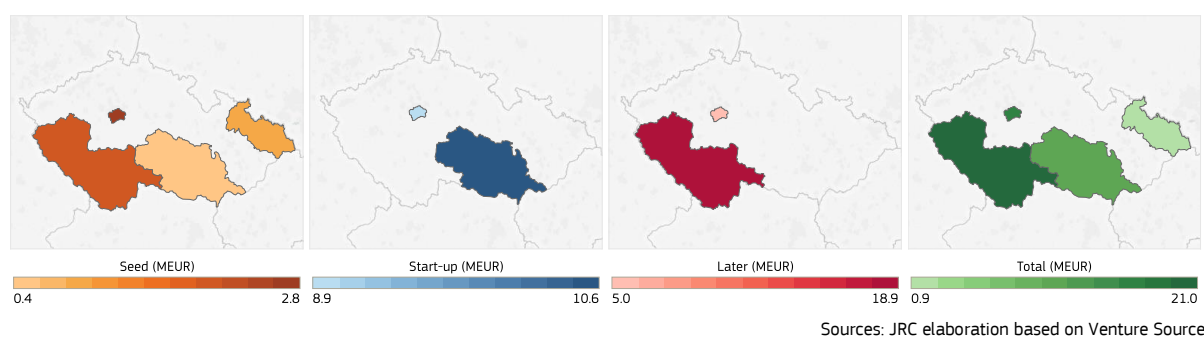 Seed (MEUR)
0.4 2.8
Start-up (MEUR)
8.9 10.6
Later (MEUR)
5.0 18.9
Total (MEUR)
0.9 21.0
Sources: JRC elaboration based on Venture Source